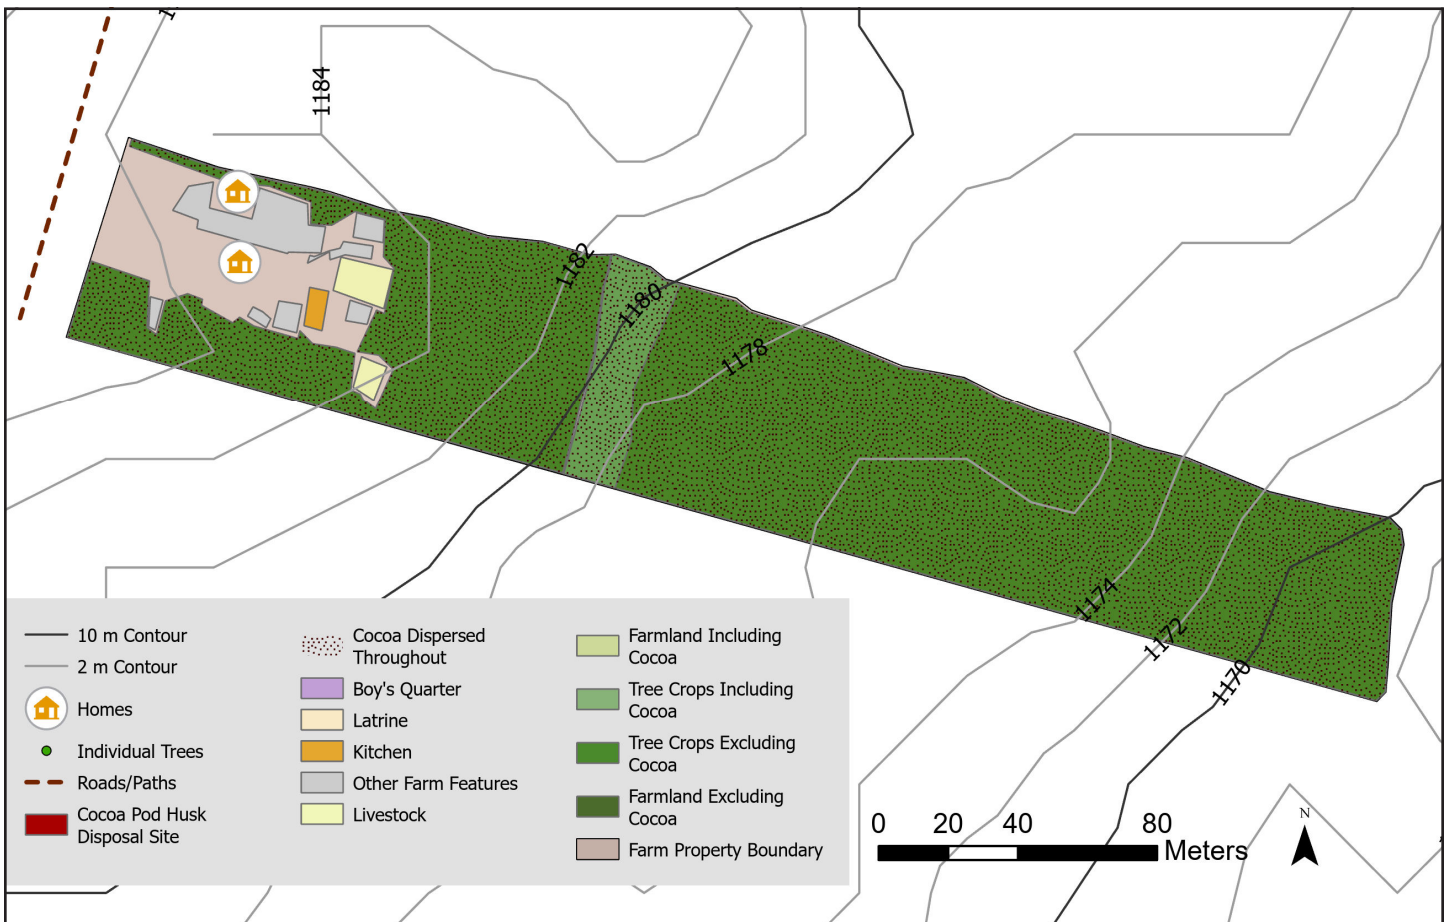 1184
1182
1180
1178
1174
1172
1170
10 m Contour
2 m Contour
Homes
Individual Trees
Roads/Paths
Cocoa Pod Husk
Disposal Site
Cocoa Dispersed
Throughout
Boy's Quarter
Latrine
Kitchen
Other Farm Features
Livestock
Farmland Including
Cocoa
Tree Crops Including
Cocoa
Tree Crops Excluding
Cocoa
Farmland Excluding
Cocoa
Farm Property Boundary
0 20 40 80
Meters
N